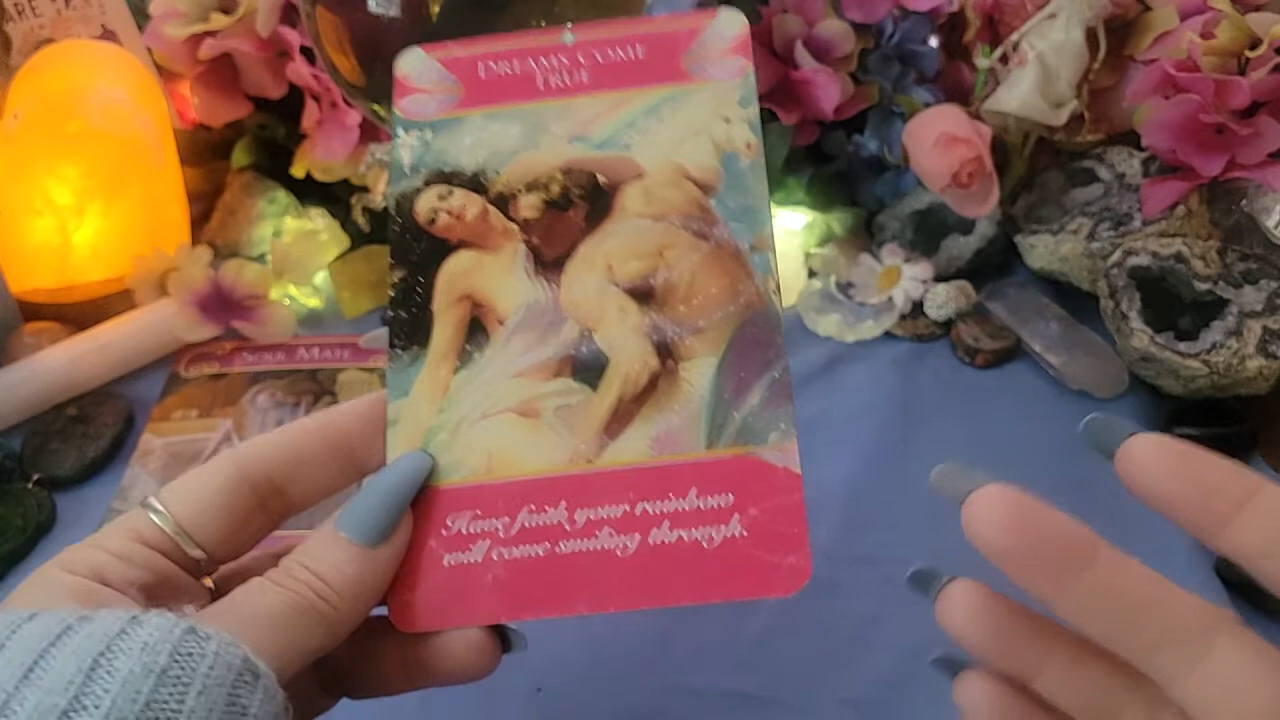 DREAMS COME
TRUE
SOUL MATE
Have faith, your rainbow
will come smiling through.